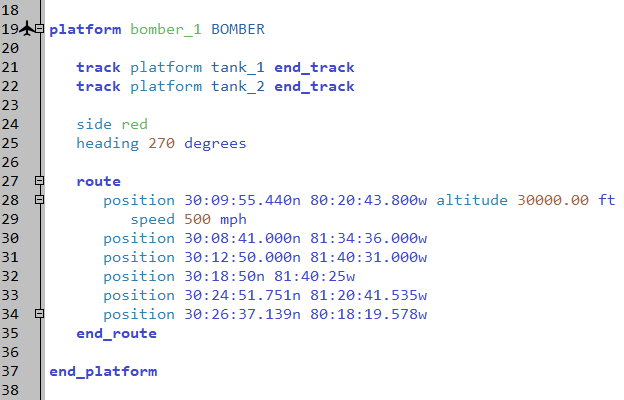 18
19 platform bomber_1 BOMBER
20
21 track platform tank_1 end_track
22 track platform tank_2 end_track
23
24 side red
25 heading 270 degrees
26
27 route
28 position 30:09:55.440n 80:20:43.800w altitude 30000.00 ft
29 speed 500 mph
30 position 30:08:41.000n 81:34:36.000w
31 position 30:12:50.000n 81:40:31.000w
32 position 30:18:50n 81:40:25w
33 position 30:24:51.751n 81:20:41.535w
34 position 30:26:37.139n 80:18:19.578w
35 end_route
36
37 end_platform
38